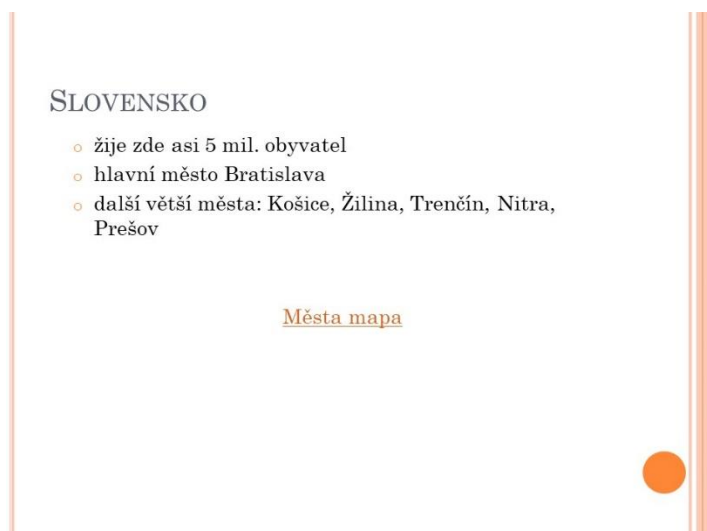 SLOVENSKO
žije zde asi 5 mil. obyvatel
hlavní město Bratislava
další větší města: Košice, Žilina, Trenčín, Nitra,
Prešov
Města mapa